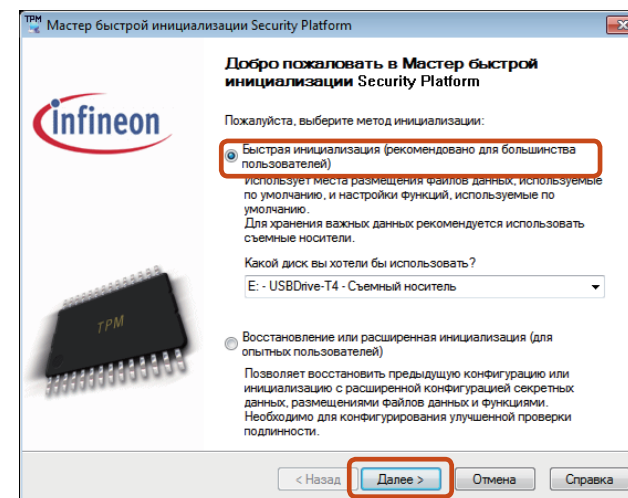 TPM Мастер быстрой инициализации Security Platform
Добро пожаловать в Мастер быстрой
инициализации Security Platform
infineon
Пожалуйста, выберите метод инициализации:
Быстрая инициализация (рекомендовано для большинства
пользователей)
Использует места размещения файлов данных, используемые
по умолчанию, и настройки функций, используемые по
умолчанию.
Для хранения важных данных рекомендуется использовать
съемные носители.
Какой диск вы хотели бы использовать?
E: - USBDrive-T4 - Съемный носитель
TPM
Восстановление или расширенная инициализация (для
опытных пользователей)
Позволяет восстановить предыдущую конфигурацию или
инициализацию с расширенной конфигурацией секретных
данных, размещениями файлов данных и функциями.
Необходимо для конфигурирования улучшенной проверки
подлинности.
< Назад Далее > Отмена Справка